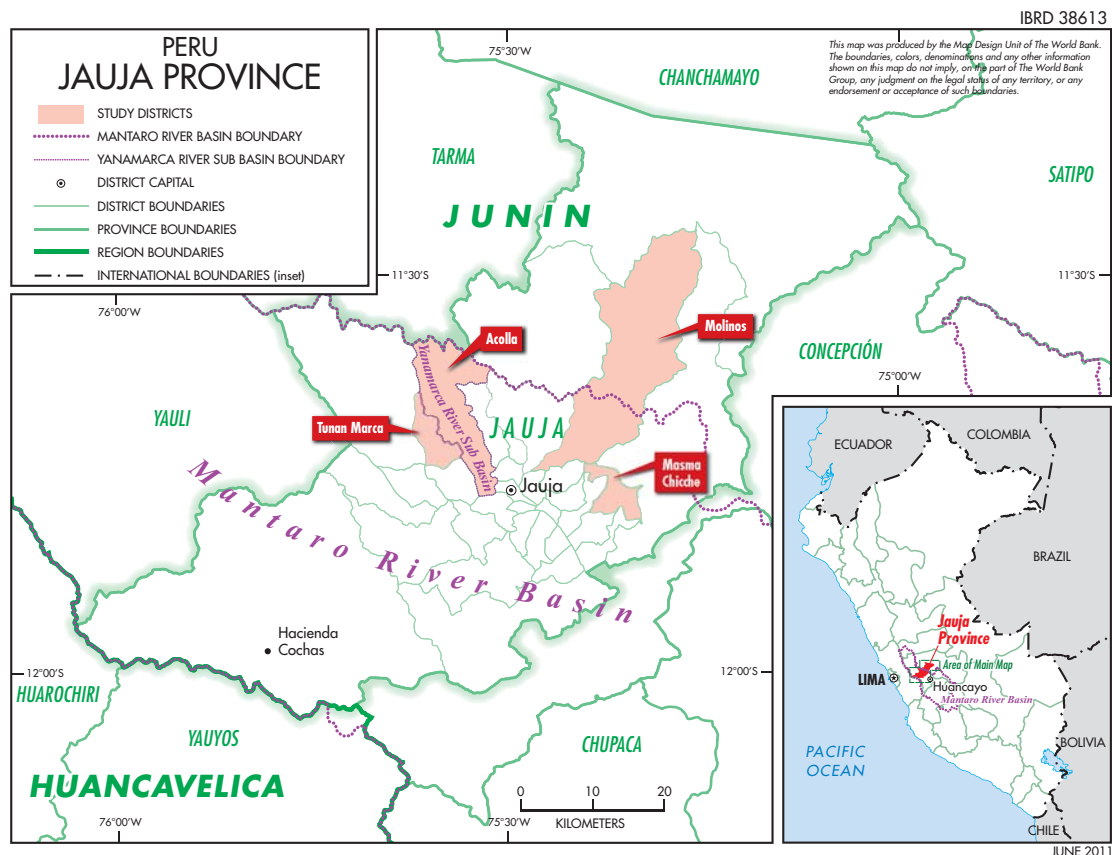 IBRD 38613
PERU
JAUJA PROVINCE
STUDY DISTRICTS
MANTARO RIVER BASIN BOUNDARY
YANAMARCA RIVER SUB BASIN BOUNDARY
DISTRICT CAPITAL
DISTRICT BOUNDARIES
PROVINCE BOUNDARIES
REGION BOUNDARIES
INTERNATIONAL BOUNDARIES (inset)
This map was produced by the Map Design Unit of The World Bank.
The boundaries, colors, denominations and any other information
shown on this map do not imply, on the part of The World Bank
Group, any judgment on the legal status of any territory, or any
endorsement or acceptance of such boundaries.
75°30'W
CHANCHAMAYO
TARMA
SATIPO
JUNIN
11°30'S
11°30'S
76°00'W
Molinos
Acolla
CONCEPCIÓN
75°00'W
Yanamarca River Sub Basin
YAULI
Tunan Marca
JAUJA
Masma
Chicche
Jauja
Mantaro River Basin
Hacienda
Cochas
12°00'S
12°00'S
HUAROCHIRI
YAUYOS
CHUPACA
HUANCAVELICA
0 10 20
KILOMETERS
76°00'W
75°30'W
ECUADOR
COLOMBIA
BRAZIL
Jauja
Province
Area of Main Map
LIMA
Huancayo
Mantaro River Basin
PACIFIC
OCEAN
BOLIVIA
CHILE
JUNE 2011